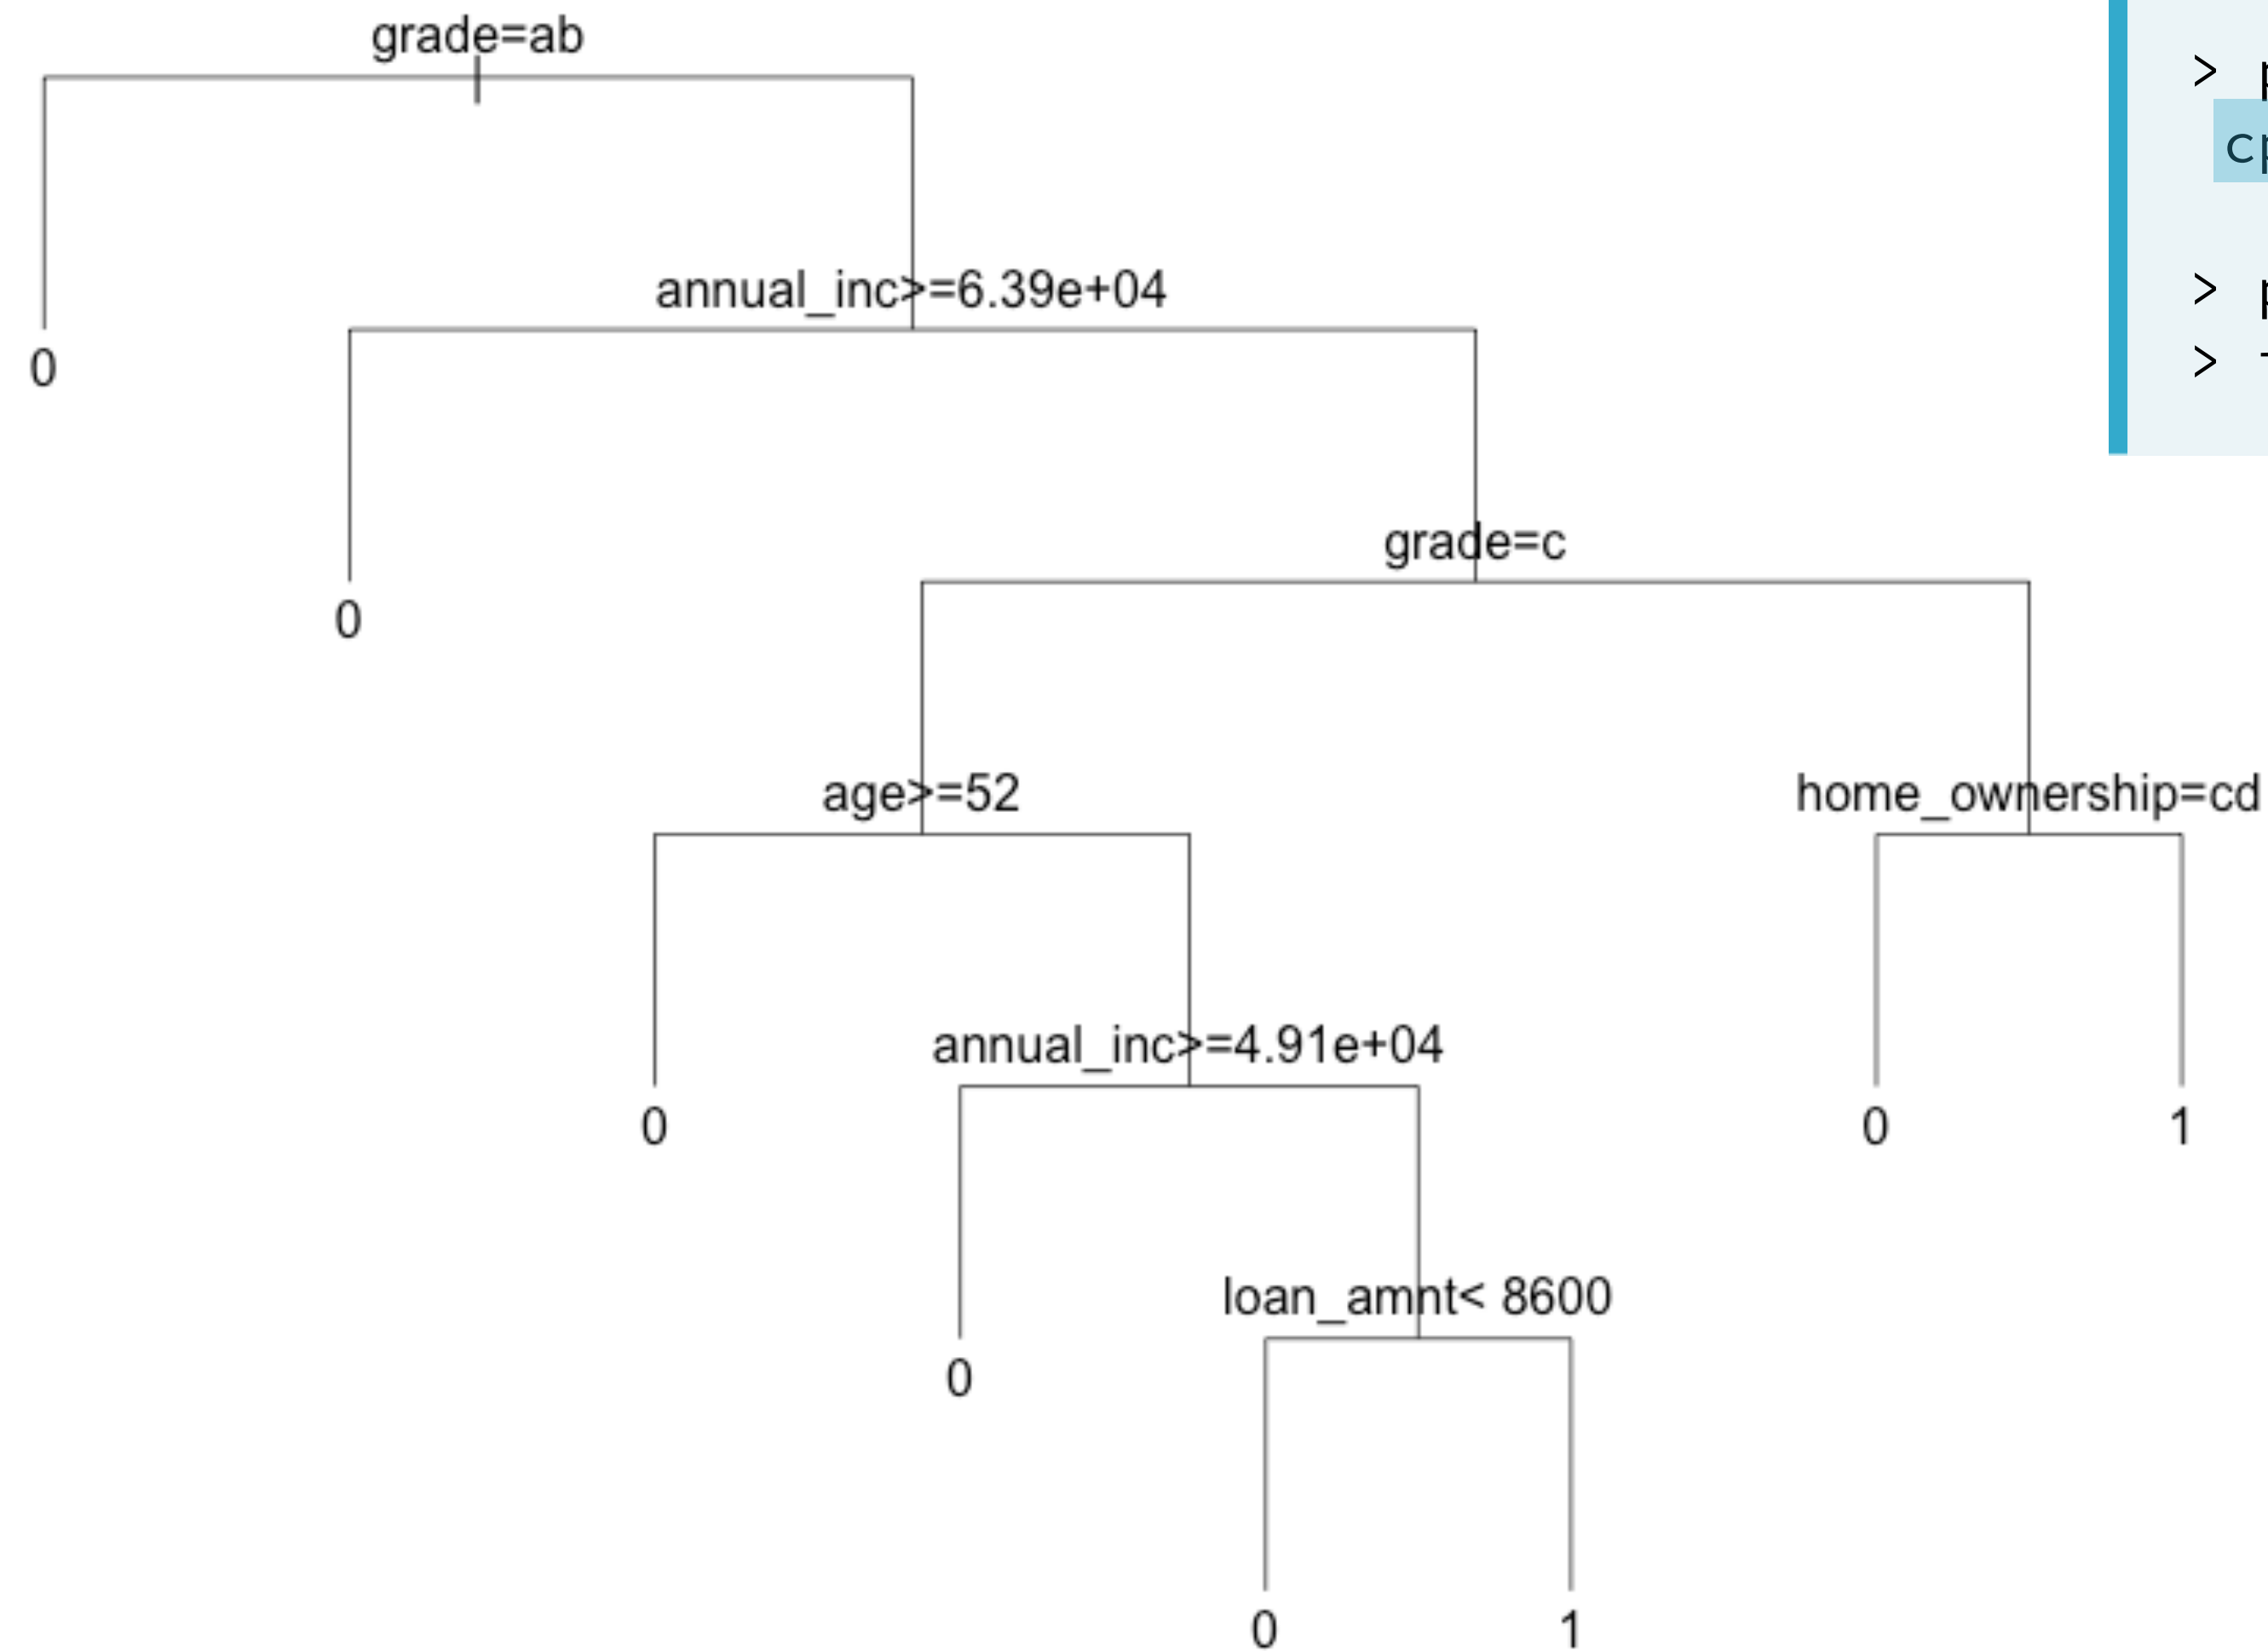 grade=ab
annual_inc>=6.39e+04
grade=c
age>=52
home_ownership=cd
annual_inc>=4.91e+04
loan_amnt< 8600
0
0
0
0
1
0
0
1
> p
cp
> p
>